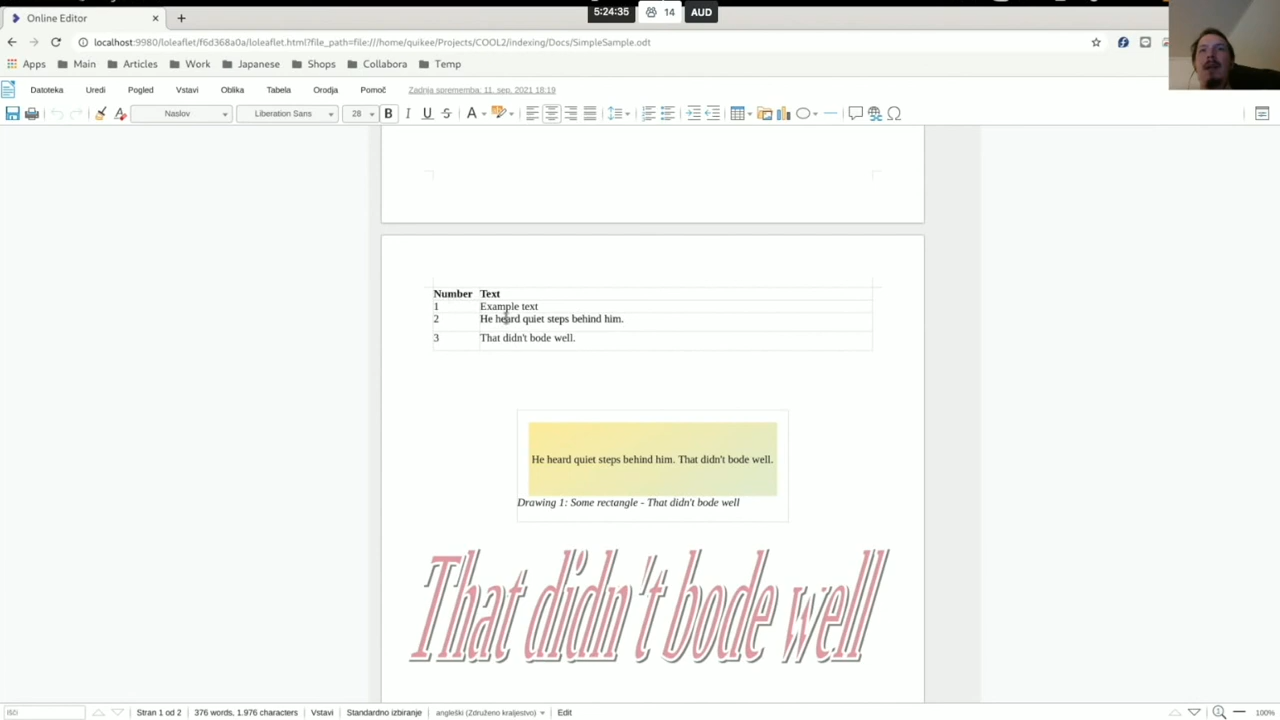 Online Editor
5:24:35 14 AUD
localhost:9980/loleaflet/f6d368a0a/loleaflet.html?file_path=file:///home/quikee/Projects/COOL2/indexing/Docs/SimpleSample.odt
Apps Main Articles Work Japanese Shops Collabora Temp
Datoteka Uredi Pogled Vstavi Oblika Tabela Orodja Pomoč Zadnja sprememba: 11. sep. 2021 18:19
Naslov Liberation Sans 28 B I U S A
Number Text
1 Example text
2 He heard quiet steps behind him.
3 That didn't bode well.
He heard quiet steps behind him. That didn't bode well.
Drawing 1: Some rectangle - That didn't bode well
That didn't bode well
Išči Stran 1 od 2 376 words, 1.976 characters Vstavi Standardno izbiranje angleški (Združeno kraljestvo) Edit 100%